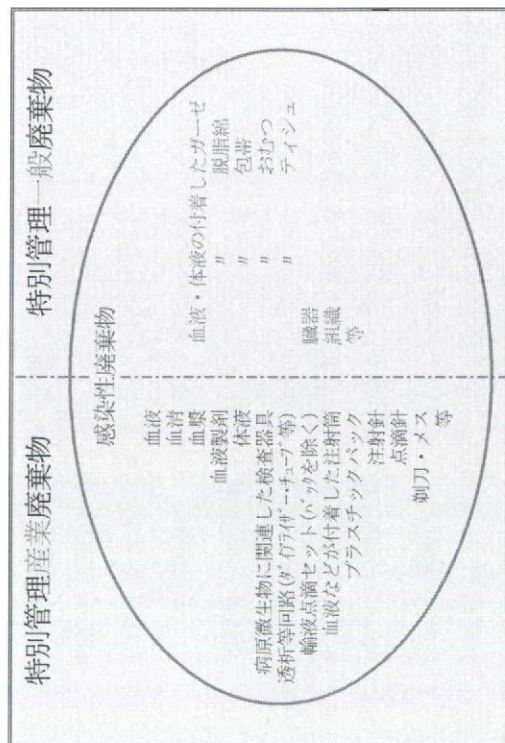 特別管理産業廃棄物
特別管理一般廃棄物
感染性廃棄物
血液
血清
血漿
血液製剤
体液
病原微生物に関連した検査器具
透析等回路(ダイアライザー・チューブ等)
輸液点滴セット(パックを除く)
血液などが付着した注射筒
プラスチックパック
注射針
点滴針
剃刀・メス
等
血液・体液の付着したガーゼ
〃 脱脂綿
〃 包帯
〃 おむつ
〃 ティシュ
臓器
組織
等